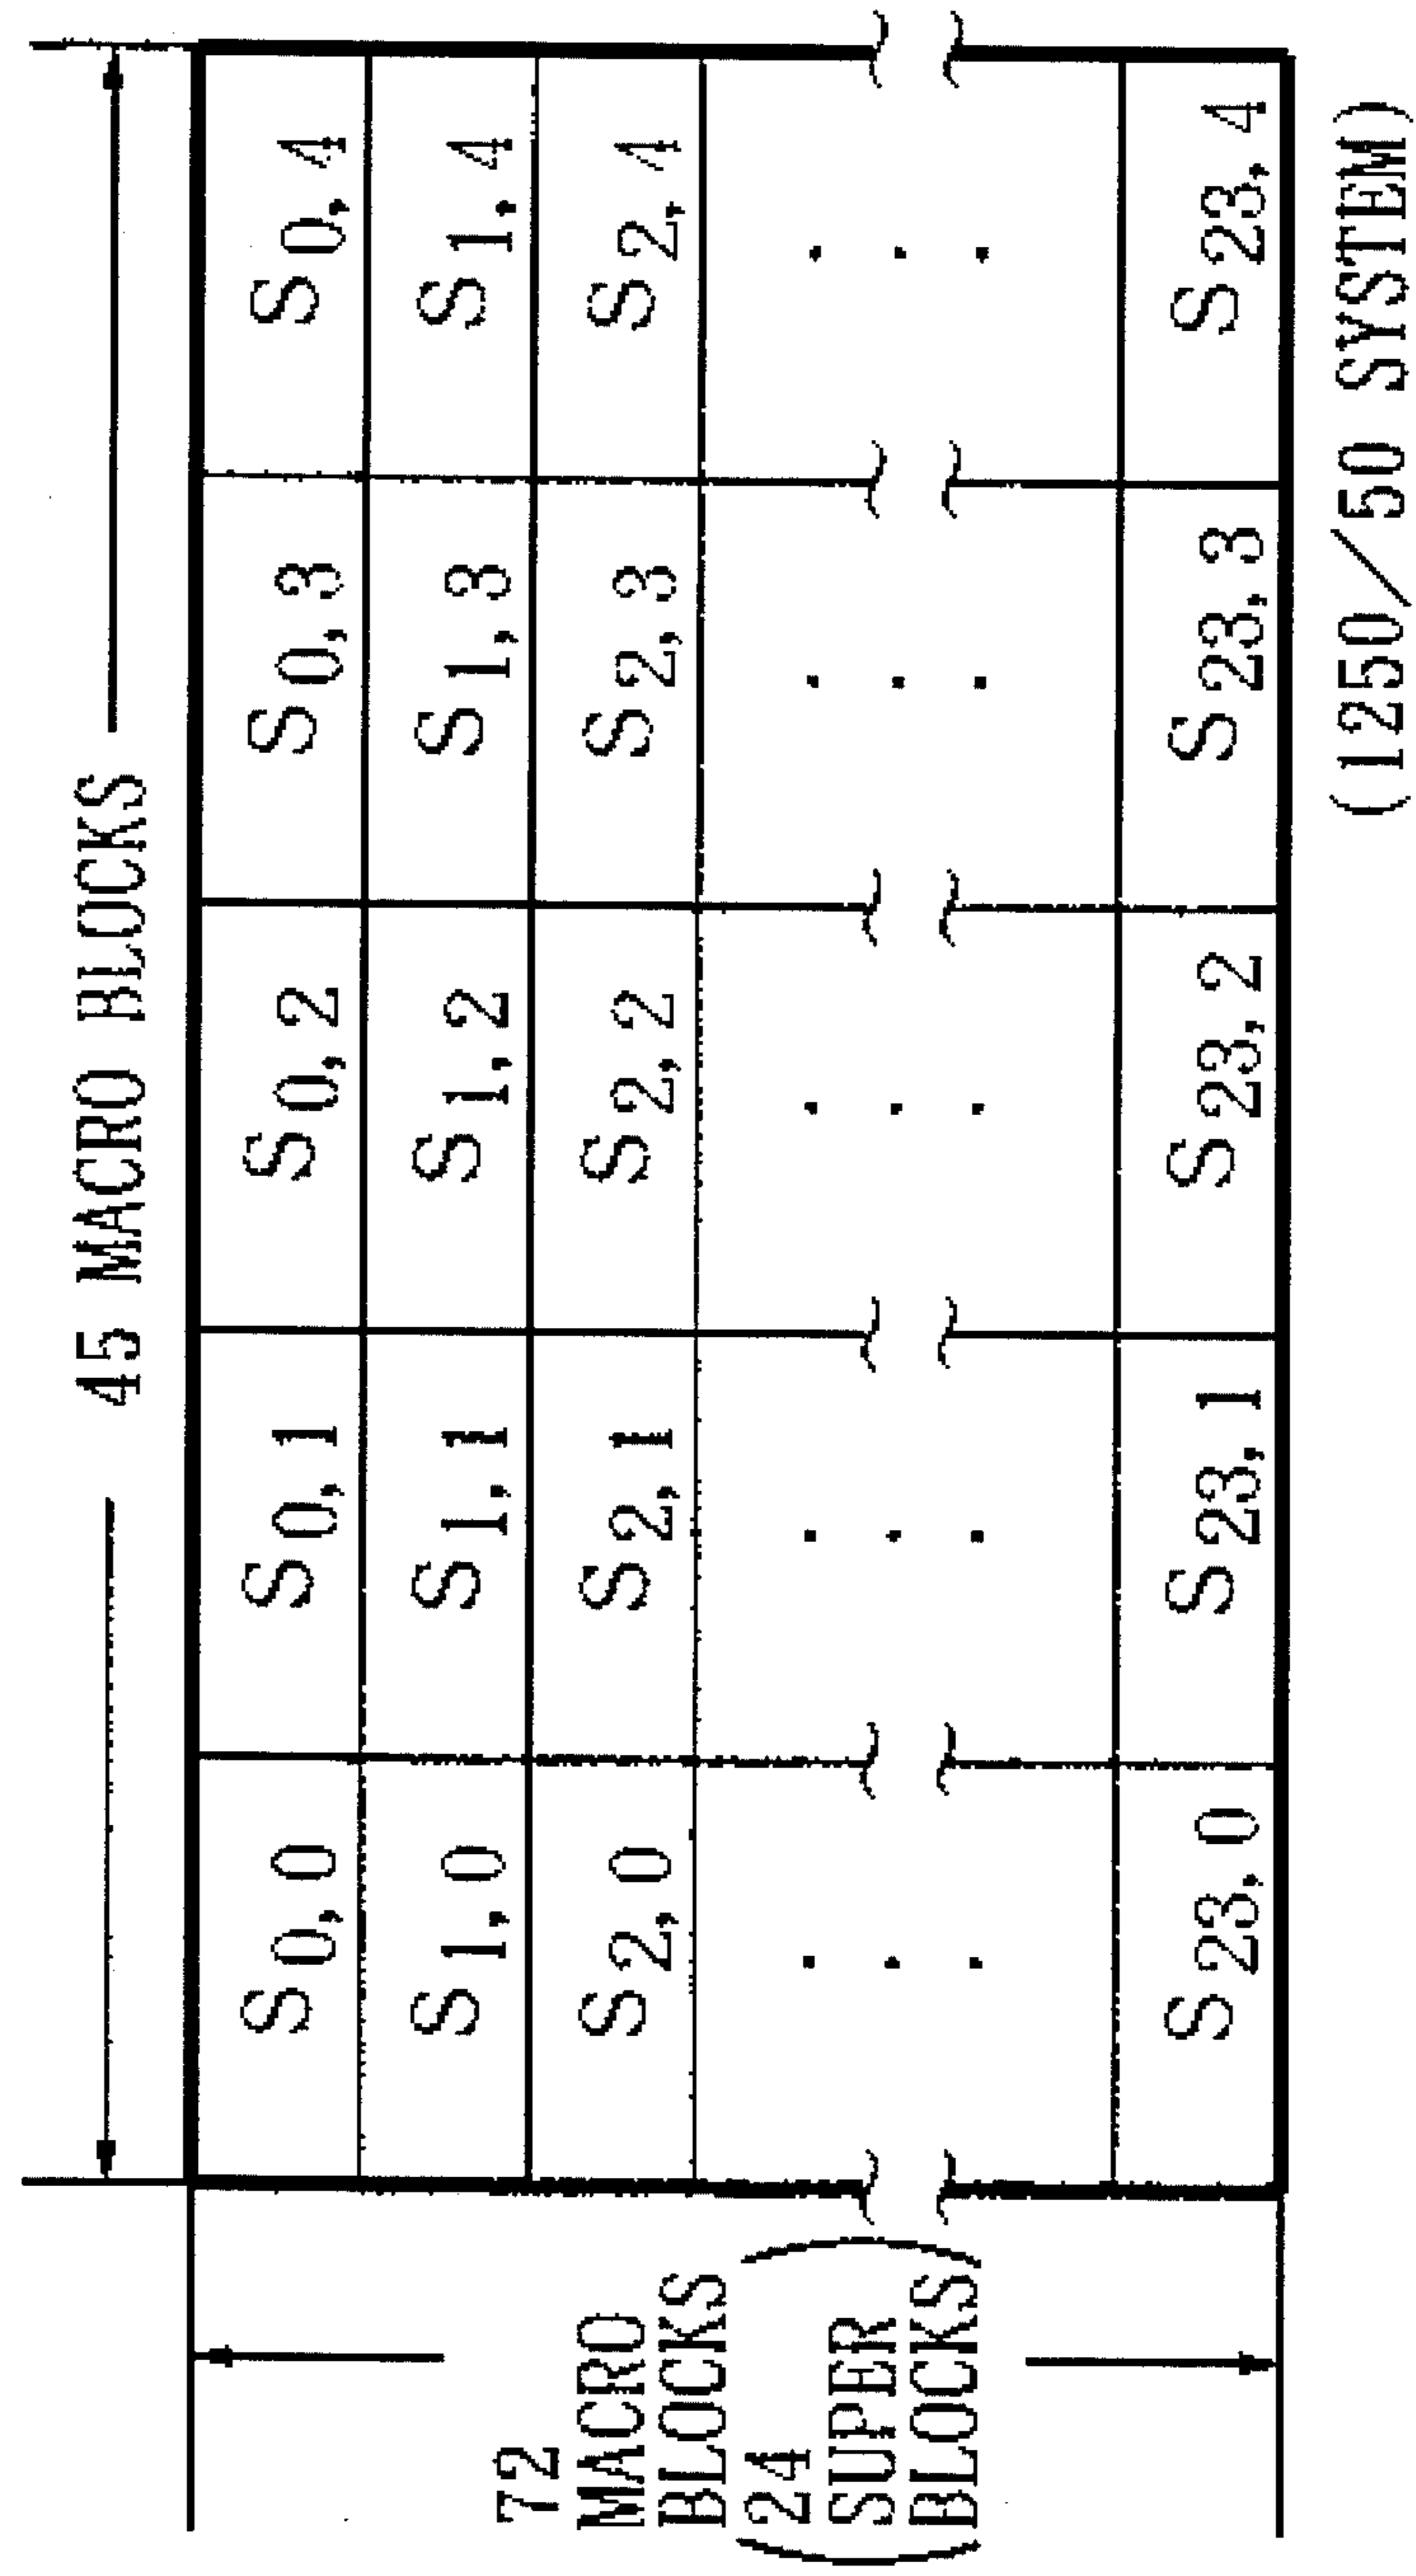 45 MACRO BLOCKS
72
MACRO
BLOCKS
(24
SUPER
BLOCKS)
S0,0 S0,1 S0,2 S0,3 S0,4
S1,0 S1,1 S1,2 S1,3 S1,4
S2,0 S2,1 S2,2 S2,3 S2,4
S23,0 S23,1 S23,2 S23,3 S23,4
(1250/50 SYSTEM)